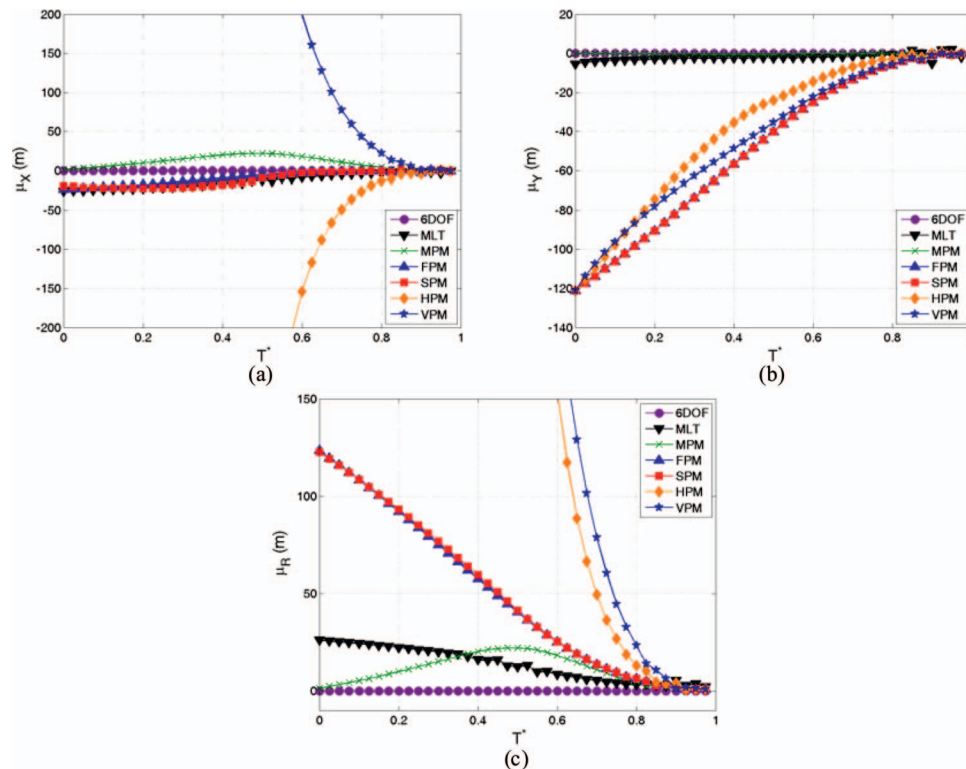 200
150
100
50
0
-50
-100
-150
-200
μX (m)
0 0.2 0.4 0.6 0.8 1
T*
6DOF
MLT
MPM
FPM
SPM
HPM
VPM
(a)
20
0
-20
-40
-60
-80
-100
-120
-140
μY (m)
0 0.2 0.4 0.6 0.8
T*
6DOF
MLT
MPM
FPM
SPM
HPM
VPM
(b)
150
100
50
0
μR (m)
0 0.2 0.4 0.6 0.8 1
T*
6DOF
MLT
MPM
FPM
SPM
HPM
VPM
(c)